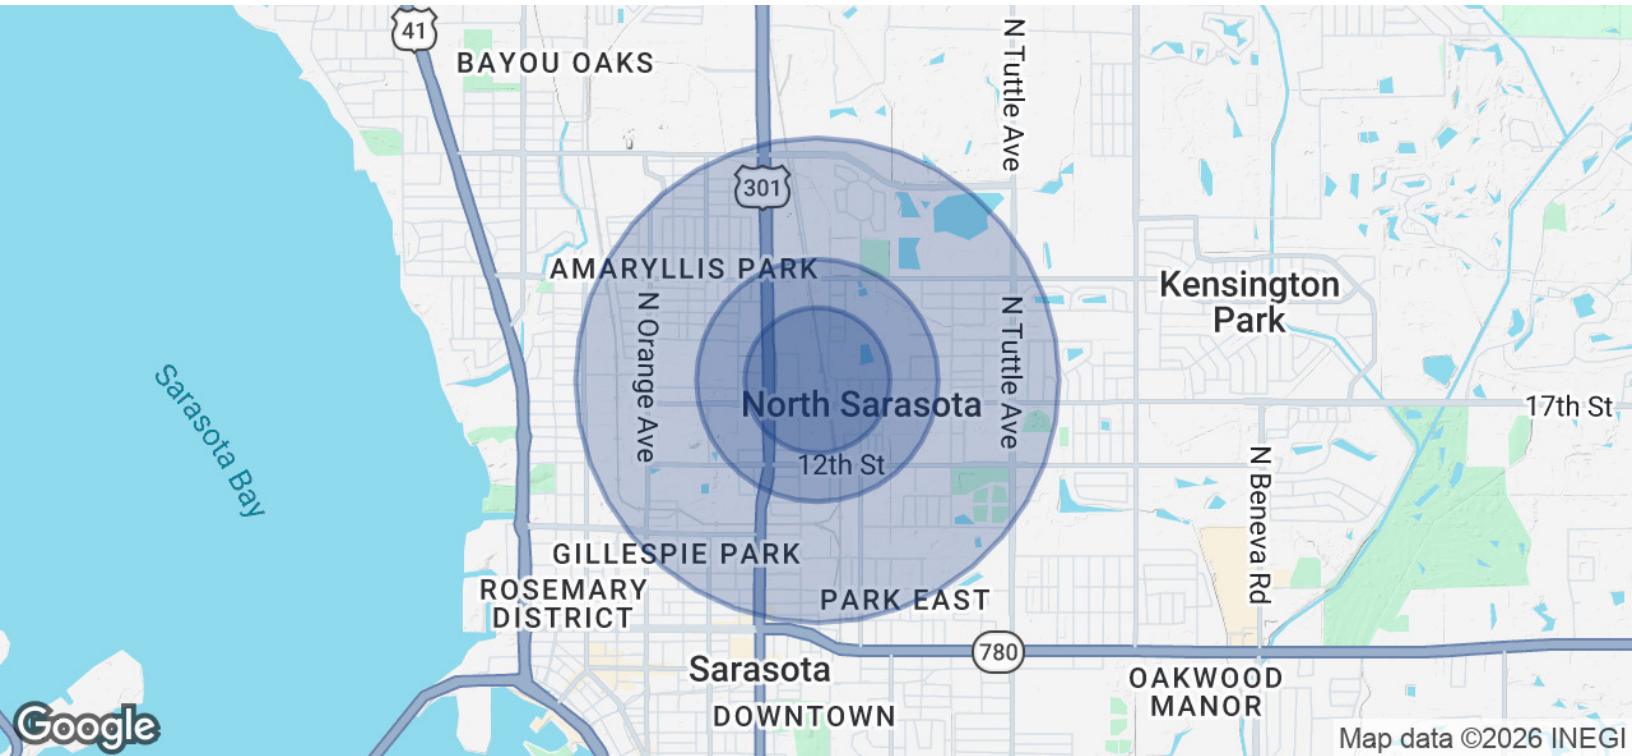 41
BAYOU OAKS
N Tuttle Ave
301
AMARYLLIS PARK
N Orange Ave
N Tuttle Ave
Kensington
Park
Sarasota Bay
North Sarasota
17th St
12th St
N Beneva Rd
GILLESPIE PARK
ROSEMARY
DISTRICT
PARK EAST
780
Sarasota
OAKWOOD
MANOR
DOWNTOWN
Google
Map data ©2026 INEGI